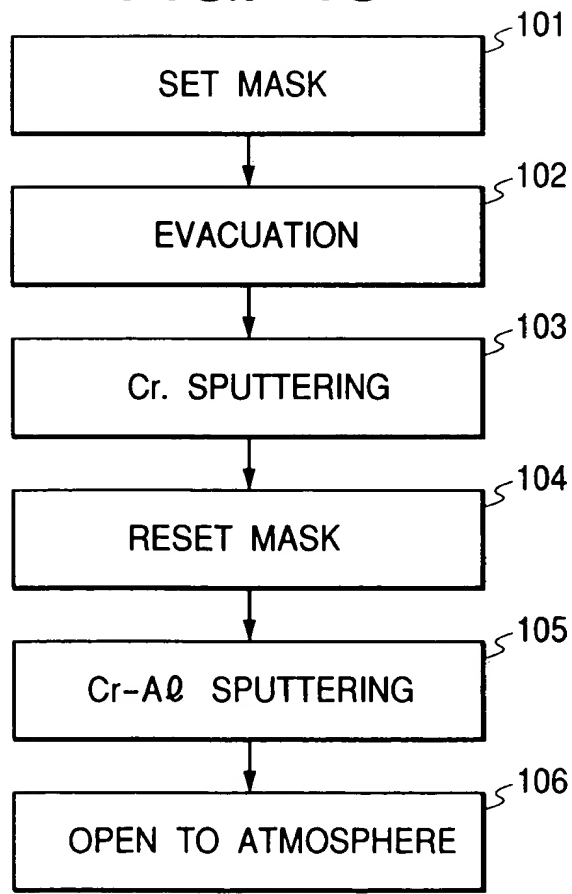 101
SET MASK
102
EVACUATION
103
Cr. SPUTTERING
104
RESET MASK
105
Cr-Aℓ SPUTTERING
106
OPEN TO ATMOSPHERE